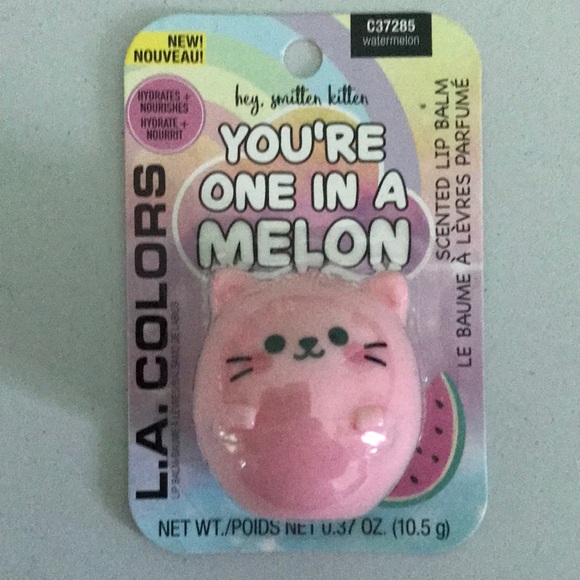 C37285
watermelon
NEW!
NOUVEAU!
HYDRATES +
NOURISHES
HYDRATE +
NOURRIT
hey, smitten kitten
YOU'RE
ONE IN A
MELON
L.A. COLORS
SCENTED LIP BALM
LE BAUME À LÈVRES PARFUMÉ
NET WT./POIDS NET 0.37 OZ. (10.5 g)